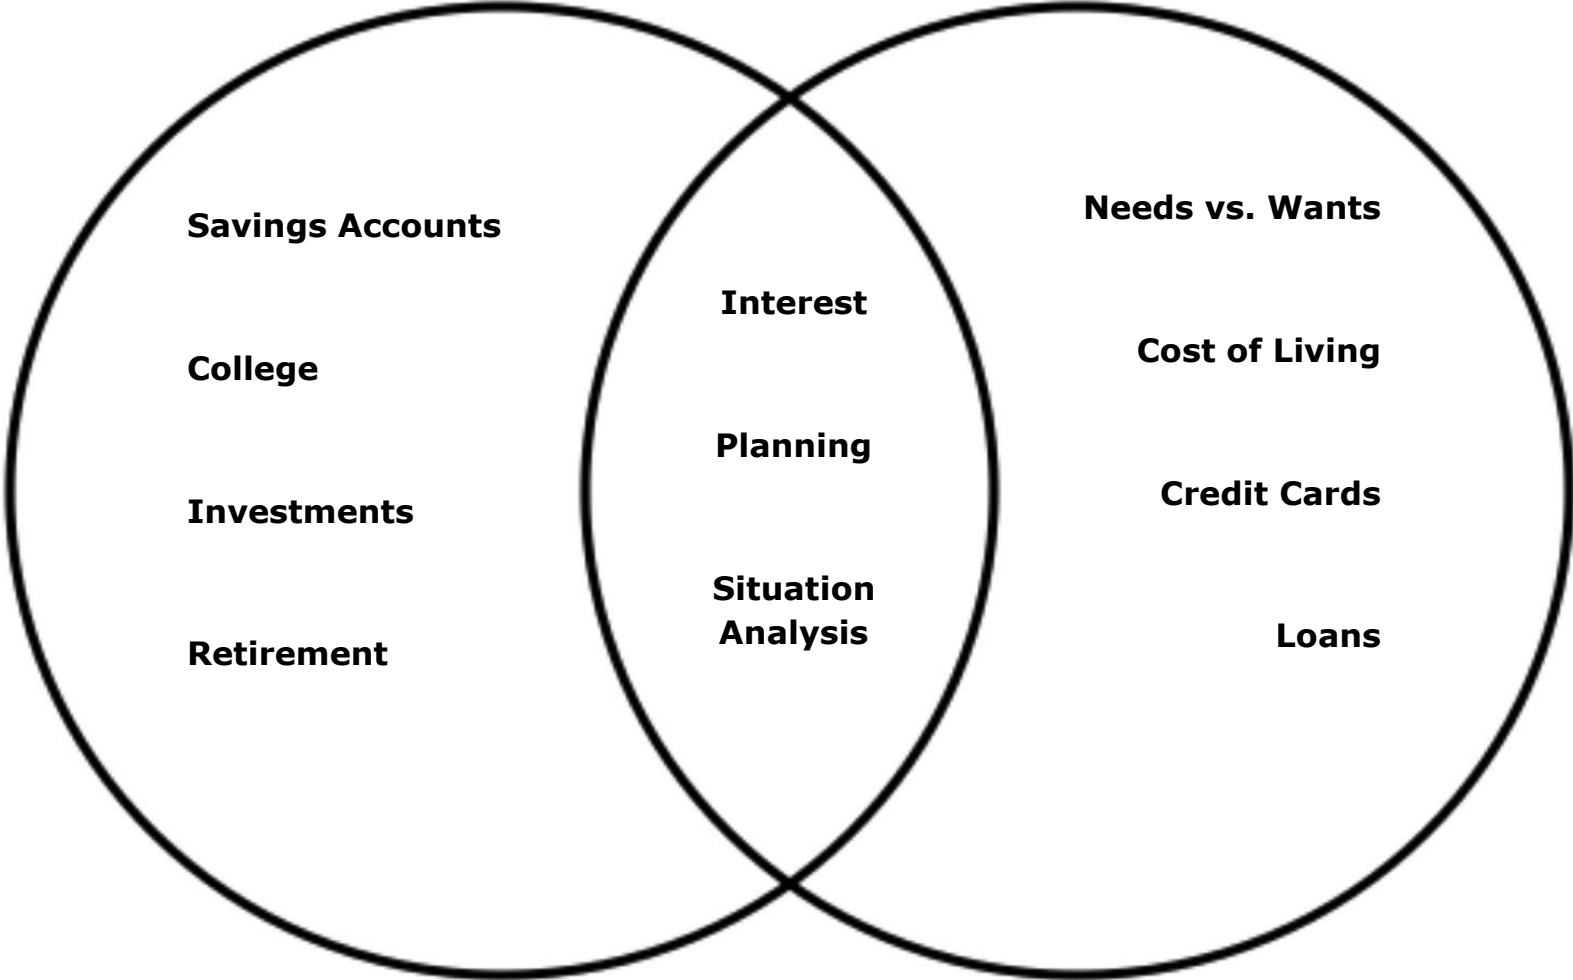 Savings Accounts
College
Investments
Retirement
Interest
Planning
Situation
Analysis
Needs vs. Wants
Cost of Living
Credit Cards
Loans